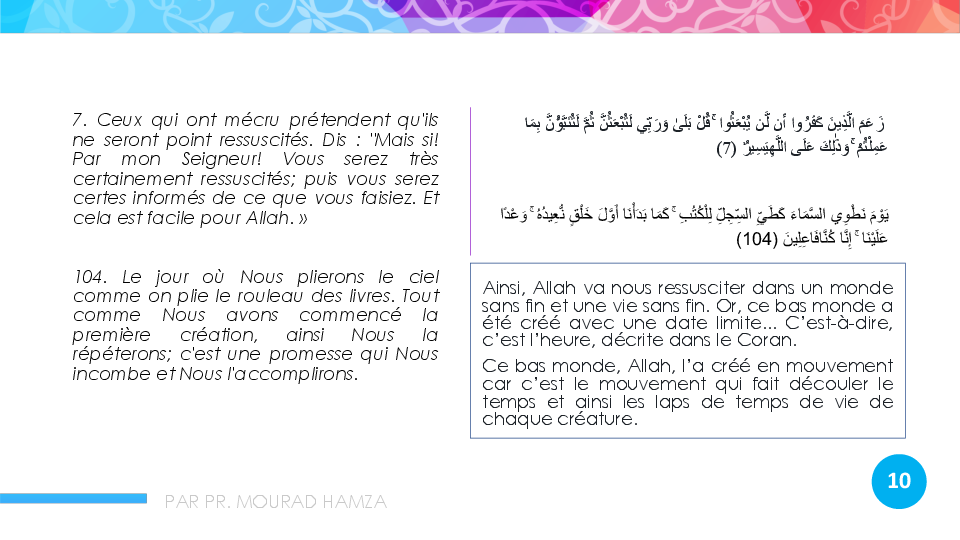 7. Ceux qui ont mécru prétendent qu'ils
ne seront point ressuscités. Dis : "Mais si!
Par mon Seigneur! Vous serez très
certainement ressuscités; puis vous serez
certes informés de ce que vous faisiez. Et
cela est facile pour Allah. »
104. Le jour où Nous plierons le ciel
comme on plie le rouleau des livres. Tout
comme Nous avons commencé la
première création, ainsi Nous la
répéterons; c'est une promesse qui Nous
incombe et Nous l'accomplirons.
زَعَمَ الَّذِينَ كَفَرُوا أَن لَّن يُبْعَثُوا ۚ قُلْ بَلَىٰ وَرَبِّي لَتُبْعَثُنَّ ثُمَّ لَتُنَبَّؤُنَّ بِمَا
عَمِلْتُمْ ۚ وَذَٰلِكَ عَلَى اللَّهِ يَسِيرٌ (7)
يَوْمَ نَطْوِي السَّمَاءَ كَطَيِّ السِّجِلِّ لِلْكُتُبِ ۚ كَمَا بَدَأْنَا أَوَّلَ خَلْقٍ نُّعِيدُهُ ۚ وَعْدًا
عَلَيْنَا ۚ إِنَّا كُنَّا فَاعِلِينَ (104)
Ainsi, Allah va nous ressusciter dans un monde
sans fin et une vie sans fin. Or, ce bas monde a
été créé avec une date limite... C’est-à-dire,
c’est l’heure, décrite dans le Coran.
Ce bas monde, Allah, l’a créé en mouvement
car c’est le mouvement qui fait découler le
temps et ainsi les laps de temps de vie de
chaque créature.
PAR PR. MOURAD HAMZA
10